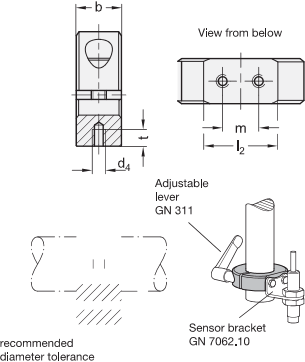 b
View from below
t
d4
m
l2
Adjustable
lever
GN 311
Sensor bracket
GN 7062.10
recommended
diameter tolerance